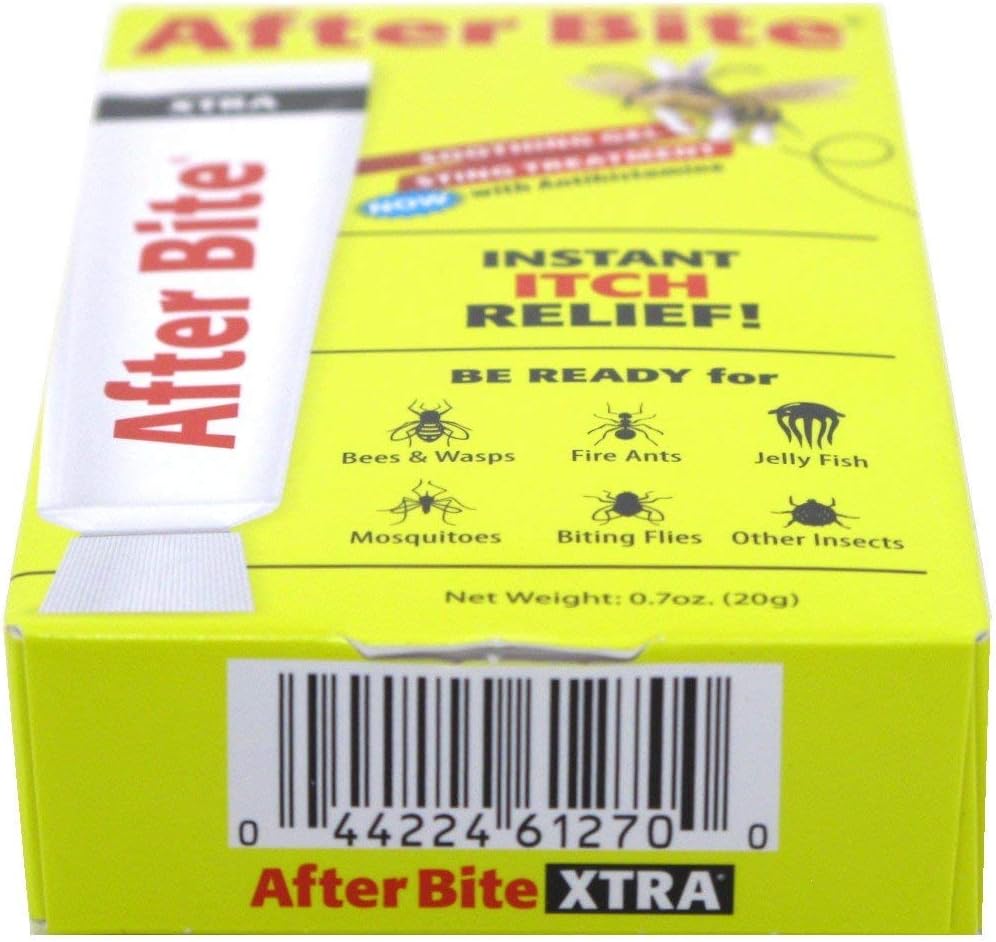 After Bite®
XTRA
After Bite™
SOOTHING GEL
STING TREATMENT
NOW with Antihistamine
INSTANT
ITCH
RELIEF!
BE READY for
Bees & Wasps
Fire Ants
Jelly Fish
Mosquitoes
Biting Flies
Other Insects
Net Weight: 0.7oz. (20g)
0 44224 61270 0
After Bite XTRA®